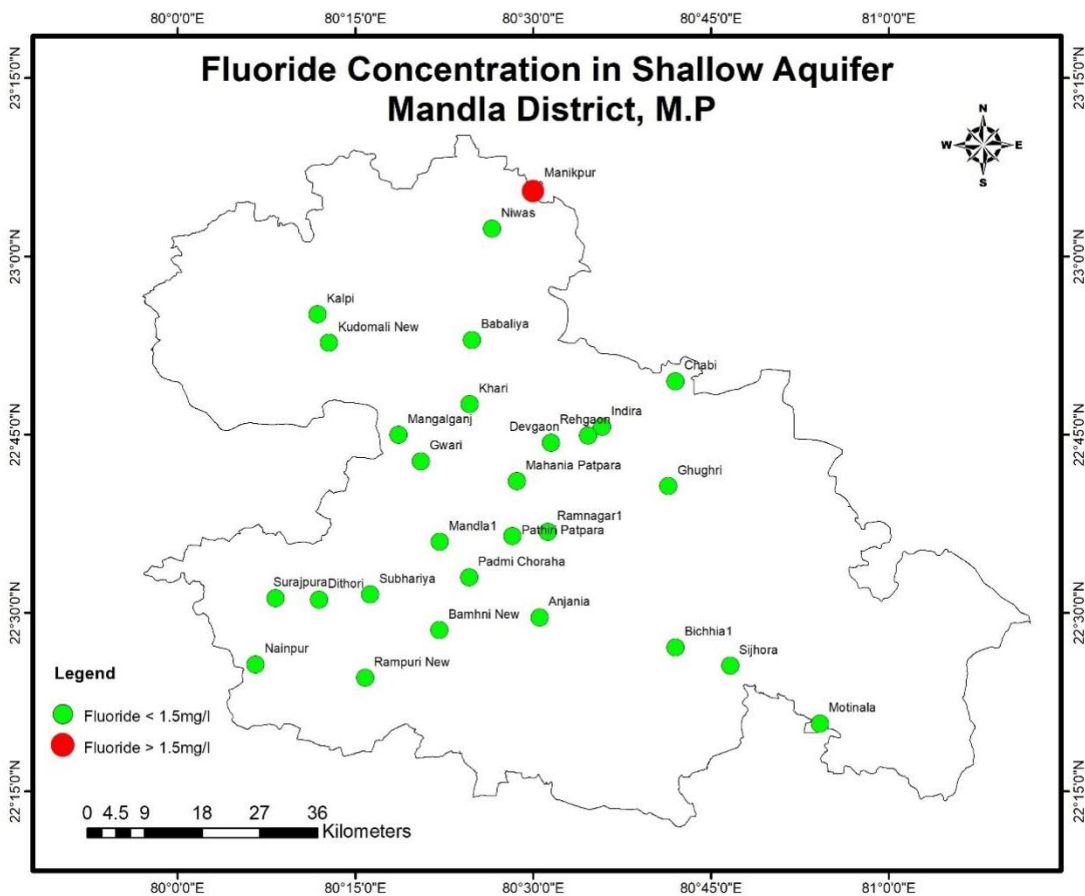 80°0'0"E 80°15'0"E 80°30'0"E 80°45'0"E 81°0'0"E
Fluoride Concentration in Shallow Aquifer
Mandla District, M.P
23°15'0"N 23°15'0"N
N
W E
S
Manikpur
Niwas
23°0'0"N 23°0'0"N
Kalpi
Kudomali New
Babaliya
Chabi
Khari
Mangalganj
Devgaon Rehgaon Indira
22°45'0"N 22°45'0"N
Gwari
Mahania Patpara
Ghughri
Ramnagar1
Mandla1
Pathiri Patpara
Padmi Choraha
Surajpura Dithori Subhariya
22°30'0"N 22°30'0"N
Anjania
Bamhni New
Bichhia1
Sijhora
Nainpur
Rampuri New
Legend
Fluoride < 1.5mg/l
Fluoride > 1.5mg/l
Motinala
22°15'0"N 22°15'0"N
0 4.5 9 18 27 36
Kilometers
80°0'0"E 80°15'0"E 80°30'0"E 80°45'0"E 81°0'0"E